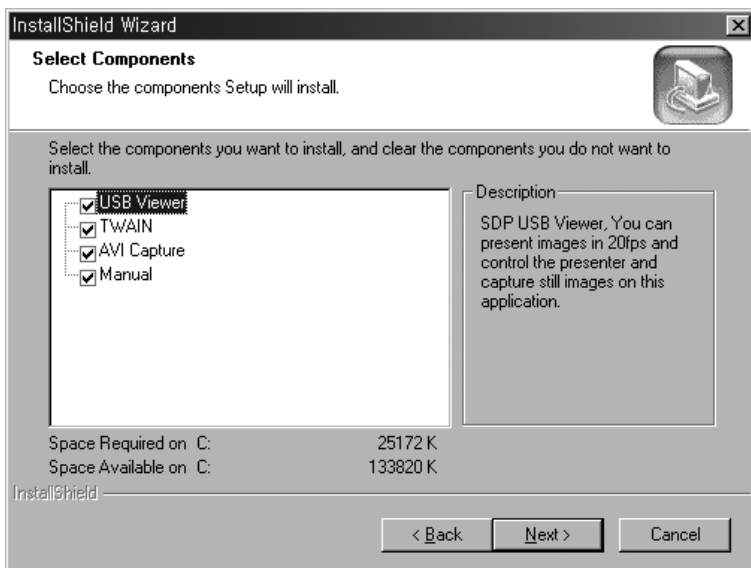 InstallShield Wizard
Select Components
Choose the components Setup will install.
Select the components you want to install, and clear the components you do not want to
install.
USB Viewer
TWAIN
AVI Capture
Manual
Description
SDP USB Viewer, You can
present images in 20fps and
control the presenter and
capture still images on this
application.
Space Required on C: 25172 K
Space Available on C: 133820 K
InstallShield
< Back
Next >
Cancel